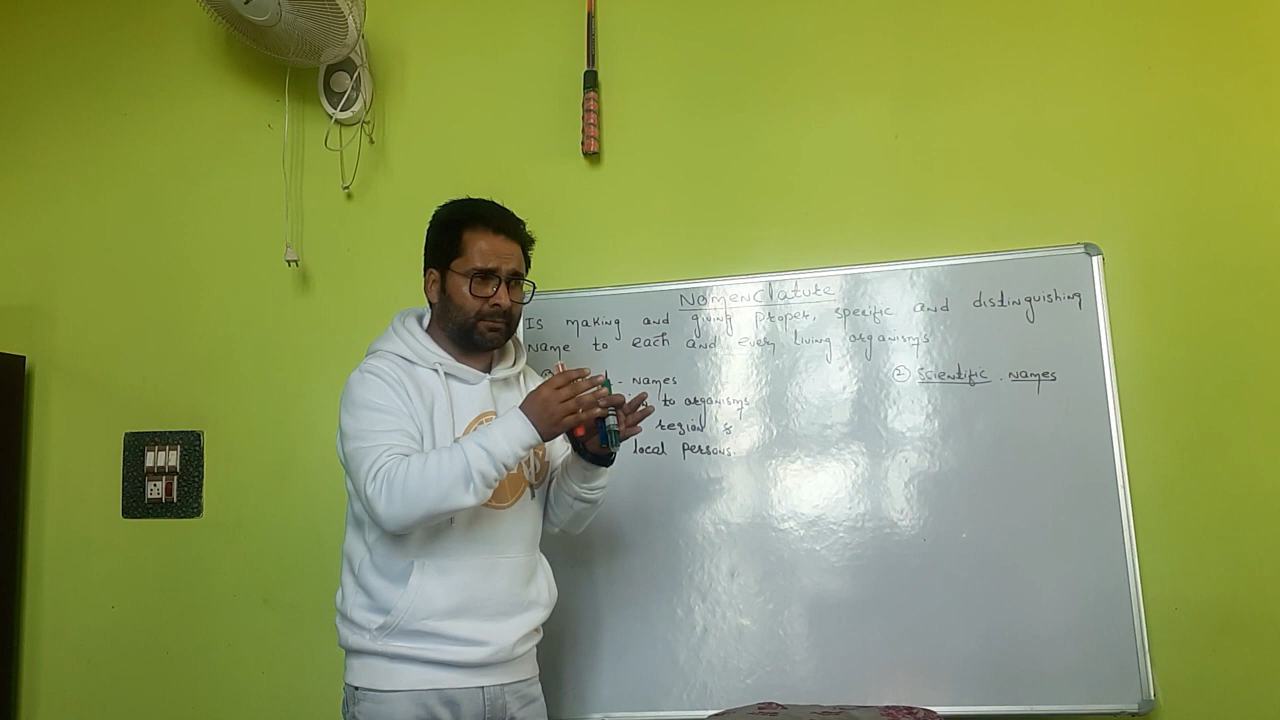 Nomenclature
Is making and giving proper, specific and distinguishing
name to each and every living organisms
names
② Scientific names
to organisms
region &
local persons.